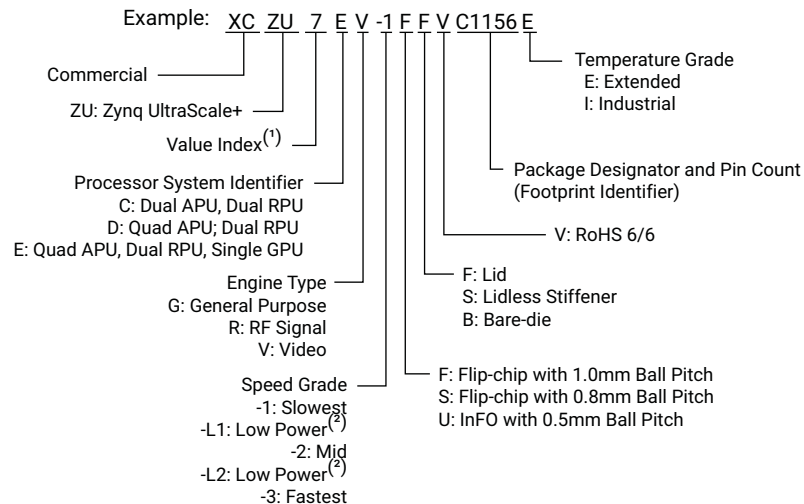 Example: XC ZU 7 E V -1 F F V C1156 E
Commercial
ZU: Zynq UltraScale+
Value Index(1)
Processor System Identifier
C: Dual APU, Dual RPU
D: Quad APU; Dual RPU
E: Quad APU, Dual RPU, Single GPU
Engine Type
G: General Purpose
R: RF Signal
V: Video
Speed Grade
-1: Slowest
-L1: Low Power(2)
-2: Mid
-L2: Low Power(2)
-3: Fastest
Temperature Grade
E: Extended
I: Industrial
Package Designator and Pin Count
(Footprint Identifier)
V: RoHS 6/6
F: Lid
S: Lidless Stiffener
B: Bare-die
F: Flip-chip with 1.0mm Ball Pitch
S: Flip-chip with 0.8mm Ball Pitch
U: InFO with 0.5mm Ball Pitch